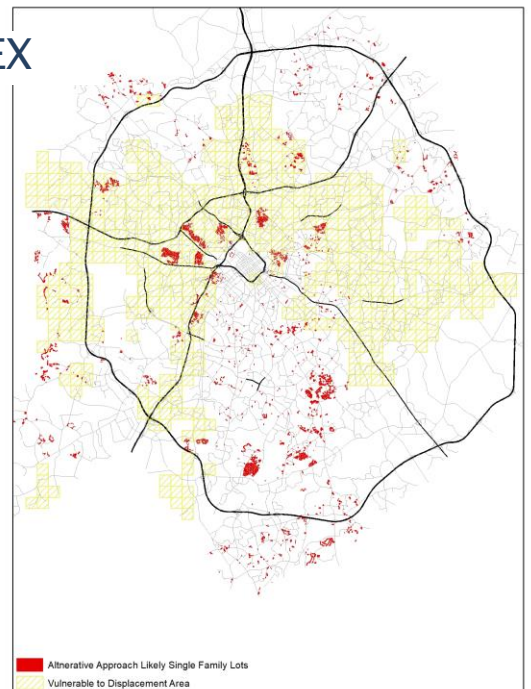 EX
Altnerative Approach Likely Single Family Lots
Vulnerable to Displacement Area